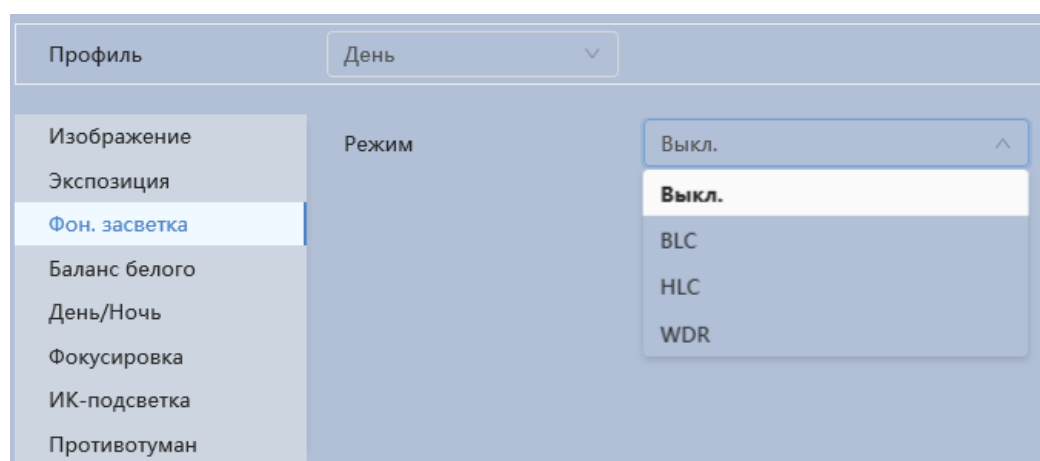 Профиль День
Изображение
Режим Выкл.
Экспозиция
Выкл.
Фон. засветка
BLC
Баланс белого
HLC
День/Ночь
WDR
Фокусировка
ИК-подсветка
Противотуман